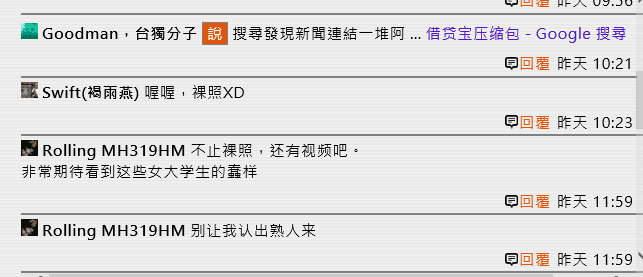 回覆 昨天 09:56
Goodman，台獨分子 說 搜尋發現新聞連結一堆阿 ... 借贷宝压缩包 - Google 搜尋
回覆 昨天 10:21
Swift(褐雨燕) 喔喔，裸照XD
回覆 昨天 10:23
Rolling MH319HM 不止裸照，还有视频吧。
非常期待看到这些女大学生的蠢样
回覆 昨天 11:59
Rolling MH319HM 别让我认出熟人来
回覆 昨天 11:59